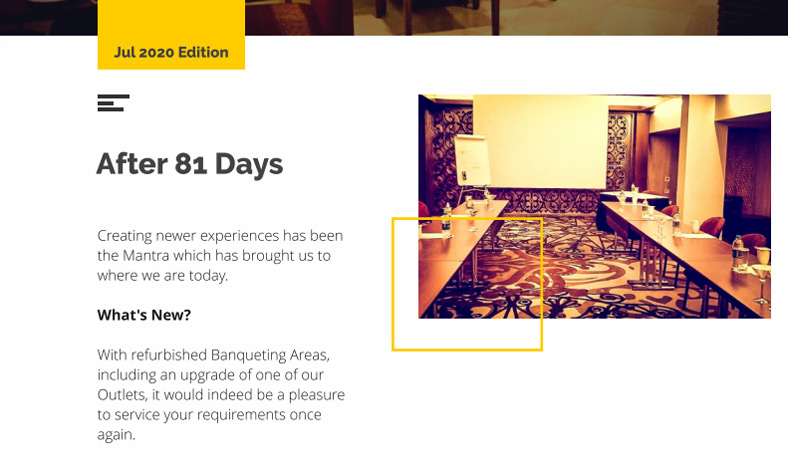 Jul 2020 Edition
After 81 Days
Creating newer experiences has been
the Mantra which has brought us to
where we are today.
What's New?
With refurbished Banqueting Areas,
including an upgrade of one of our
Outlets, it would indeed be a pleasure
to service your requirements once
again.